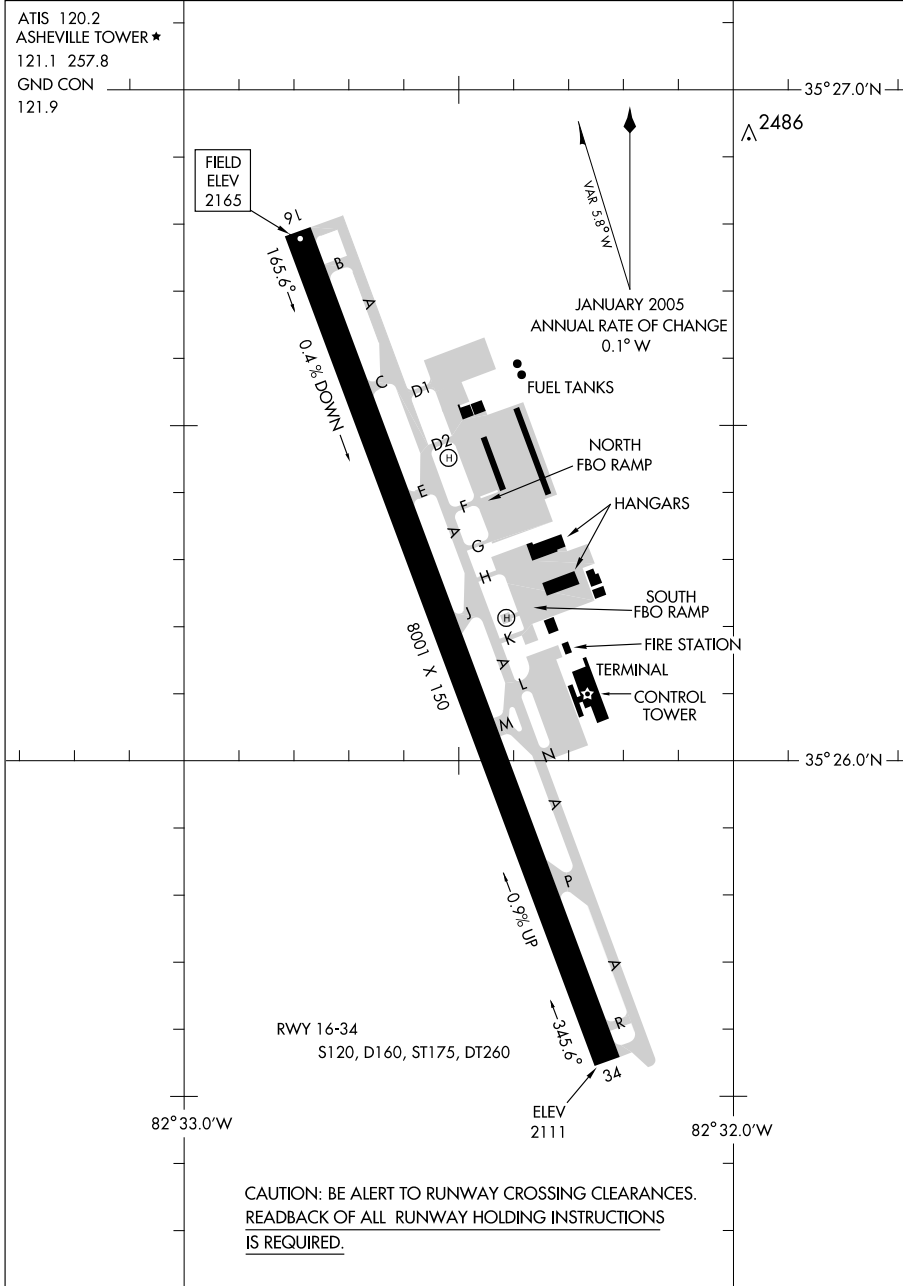 ATIS 120.2
ASHEVILLE TOWER★
121.1 257.8
GND CON
121.9
35°27.0'N
2486
FIELD
ELEV
2165
VAR 5.8° W
16
165.6°
B
A
JANUARY 2005
ANNUAL RATE OF CHANGE
0.1° W
0.4% DOWN
C
D1
FUEL TANKS
D2
H
NORTH
FBO RAMP
E
F
HANGARS
A
G
H
SOUTH
FBO RAMP
J
H
8001 X 150
K
FIRE STATION
A
TERMINAL
L
CONTROL
TOWER
M
N
35°26.0'N
A
P
0.9% UP
A
R
RWY 16-34
S120, D160, ST175, DT260
345.6°
34
ELEV
2111
82°33.0'W
82°32.0'W
CAUTION: BE ALERT TO RUNWAY CROSSING CLEARANCES.
READBACK OF ALL RUNWAY HOLDING INSTRUCTIONS
IS REQUIRED.